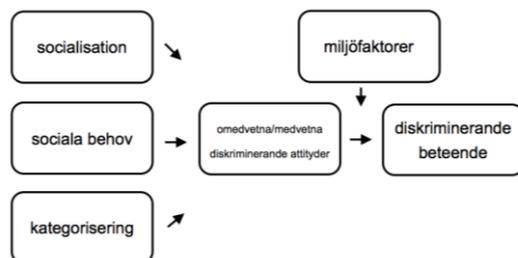 socialisation
miljöfaktorer
sociala behov
omedvetna/medvetna
diskriminerande attityder
diskriminerande
beteende
kategorisering